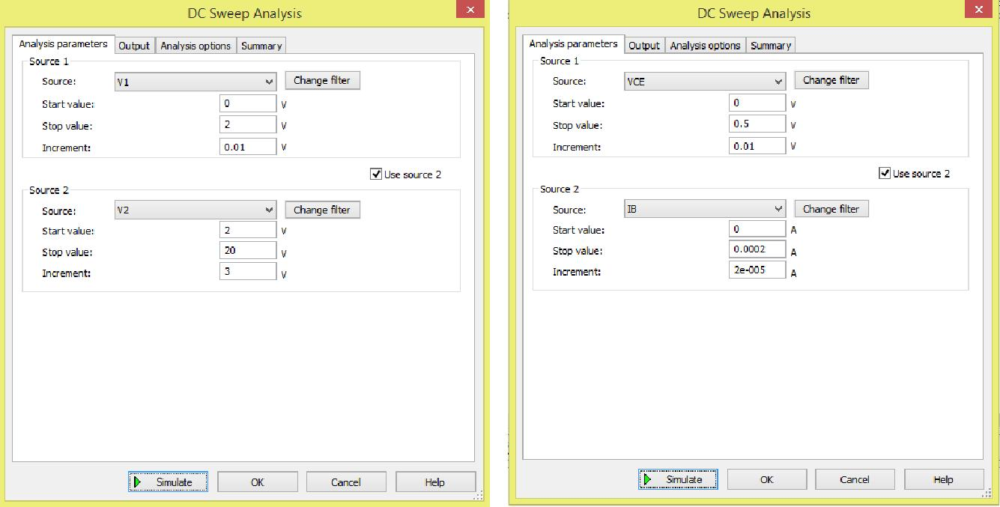 DC Sweep Analysis
Analysis parameters Output Analysis options Summary
Source 1
Source: V1 Change filter
Start value: 0 V
Stop value: 2 V
Increment: 0.01 V
Use source 2
Source 2
Source: V2 Change filter
Start value: 2 V
Stop value: 20 V
Increment: 3 V
Simulate OK Cancel Help
DC Sweep Analysis
Analysis parameters Output Analysis options Summary
Source 1
Source: VCE Change filter
Start value: 0 V
Stop value: 0.5 V
Increment: 0.01 V
Use source 2
Source 2
Source: IB Change filter
Start value: 0 A
Stop value: 0.0002 A
Increment: 2e-005 A
Simulate OK Cancel Help